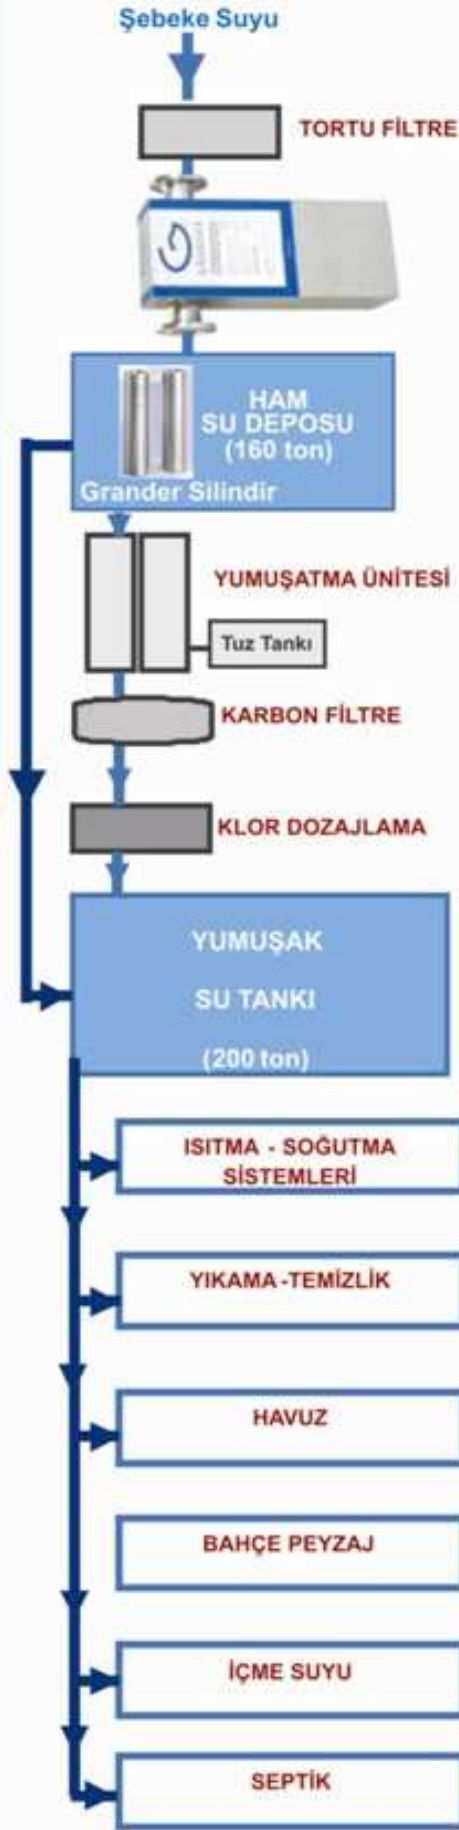 Şebeke Suyu
TORTU FİLTRE
HAM
SU DEPOSU
(160 ton)
Grander Silindir
YUMUŞATMA ÜNİTESİ
Tuz Tankı
KARBON FİLTRE
KLOR DOZAJLAMA
YUMUŞAK
SU TANKI
(200 ton)
ISITMA - SOĞUTMA
SİSTEMLERİ
YIKAMA -TEMİZLİK
HAVUZ
BAHÇE PEYZAJ
İÇME SUYU
SEPTİK